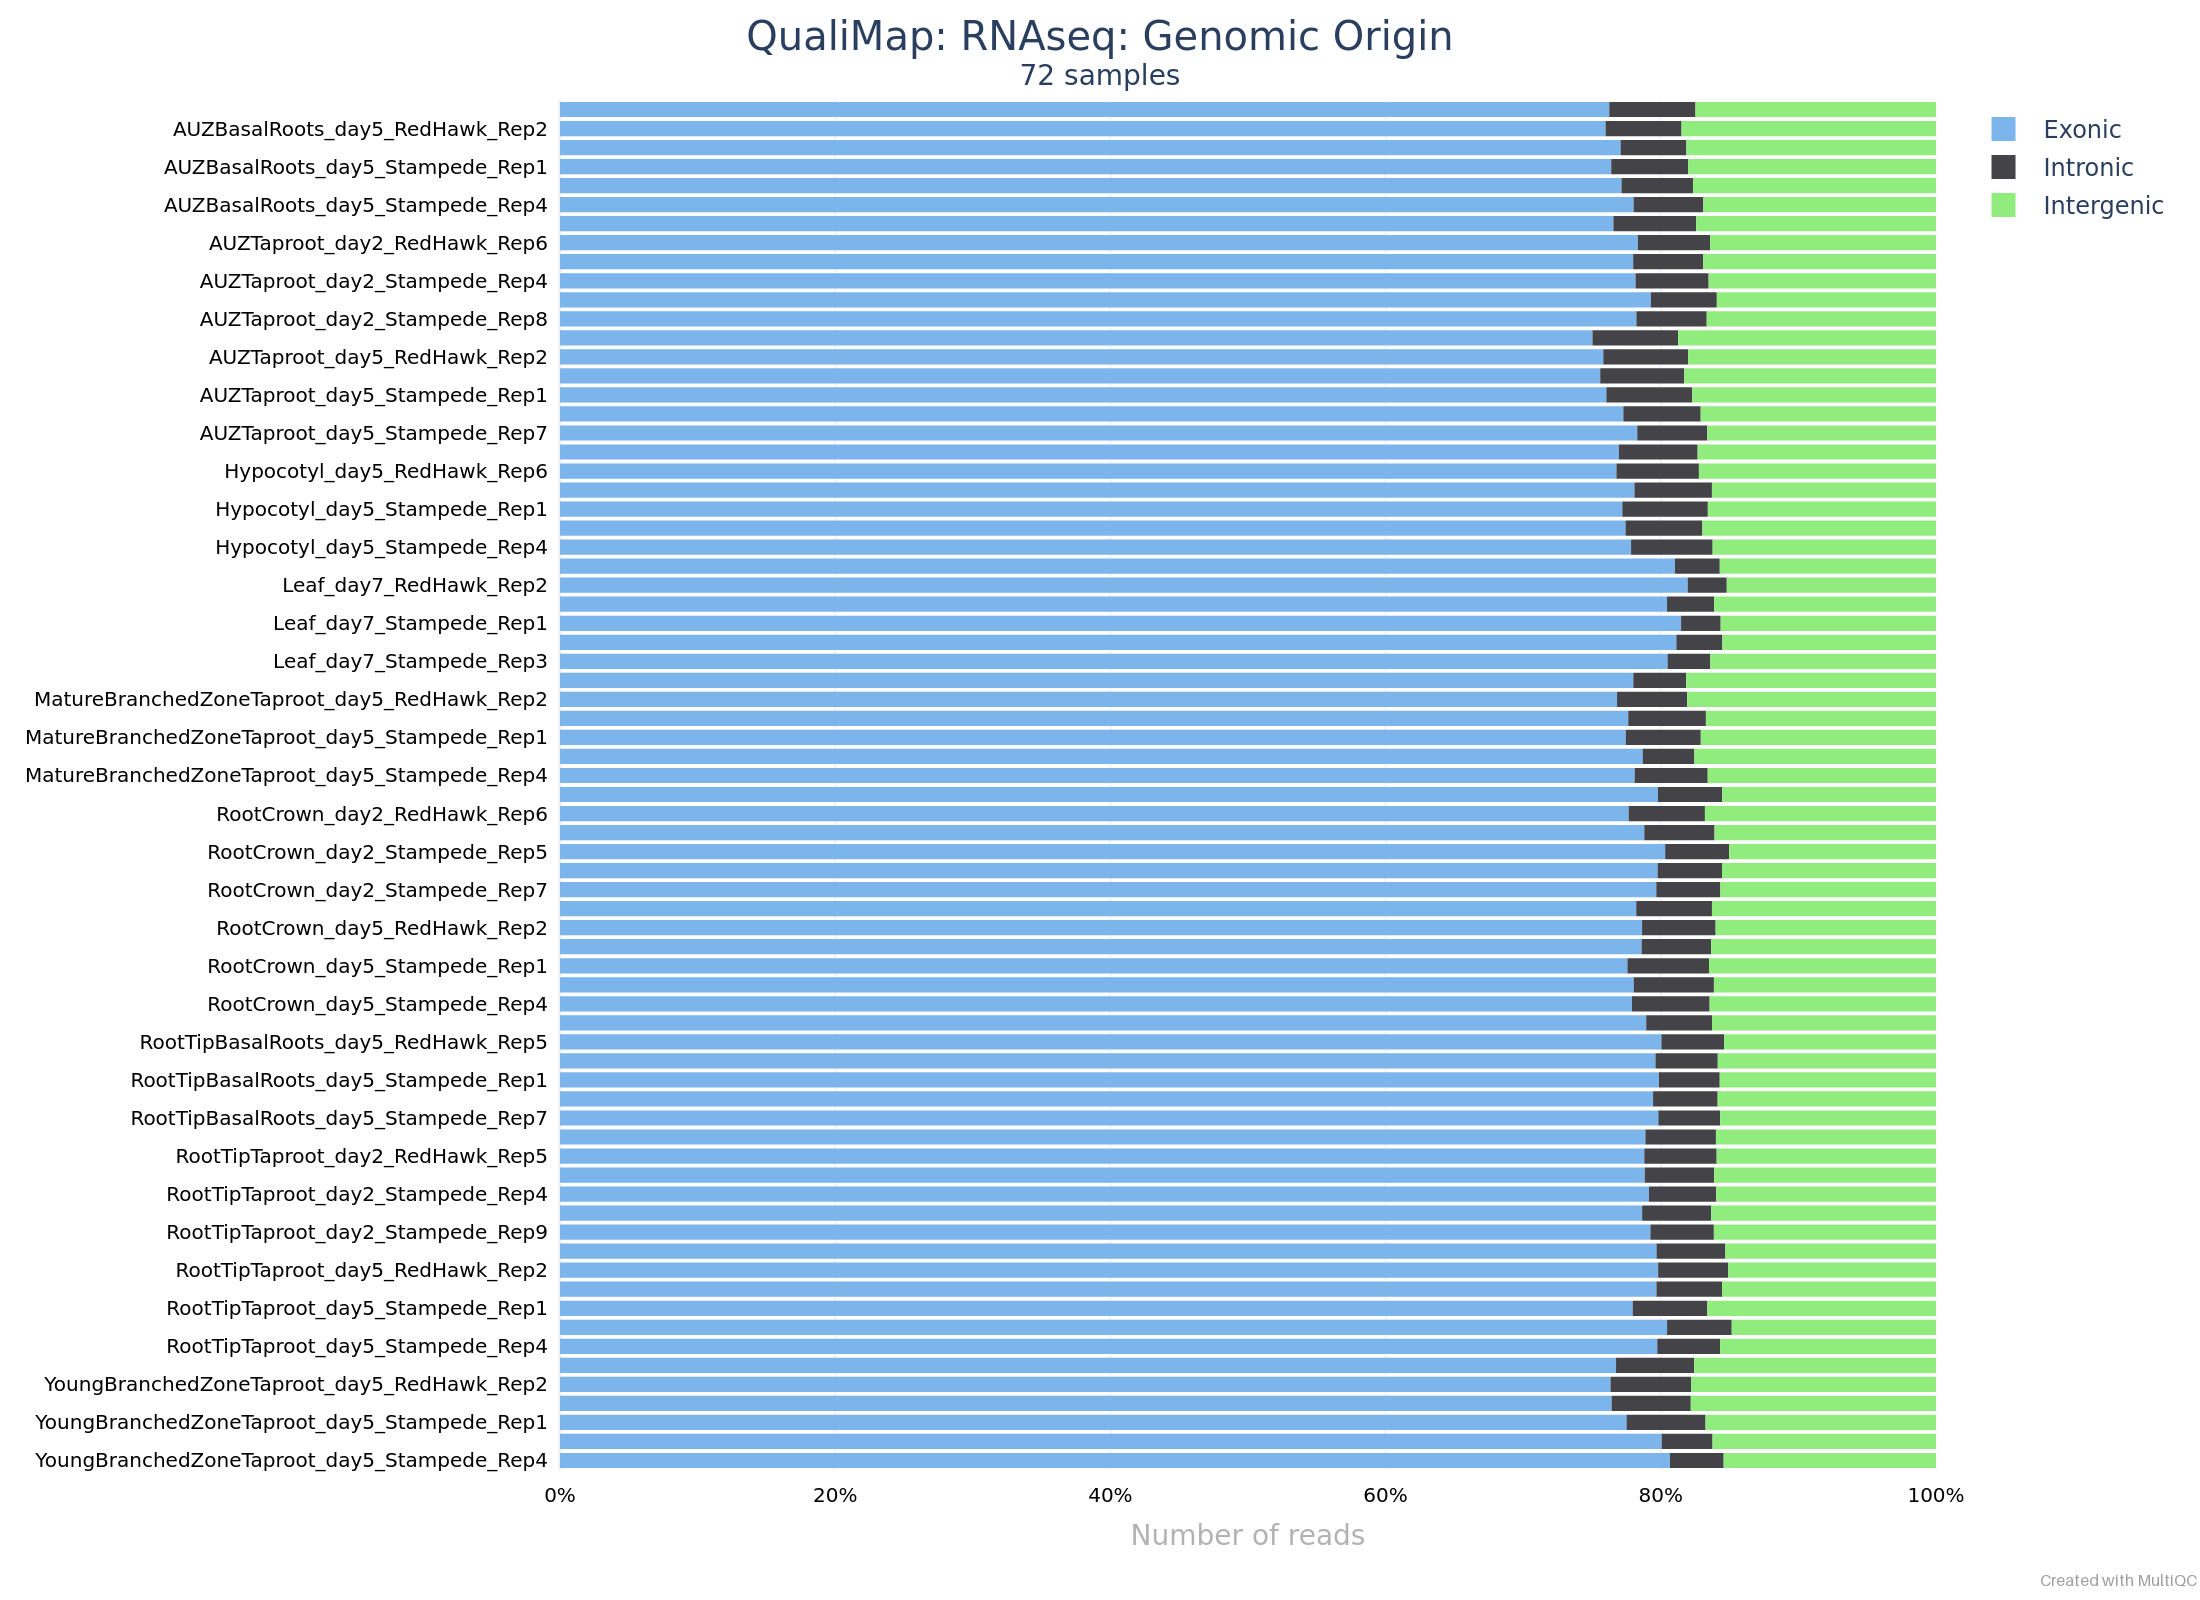 QualiMap: RNAseq: Genomic Origin
72 samples
AUZBasalRoots_day5_RedHawk_Rep2
AUZBasalRoots_day5_Stampede_Rep1
AUZBasalRoots_day5_Stampede_Rep4
AUZTaproot_day2_RedHawk_Rep6
AUZTaproot_day2_Stampede_Rep4
AUZTaproot_day2_Stampede_Rep8
AUZTaproot_day5_RedHawk_Rep2
AUZTaproot_day5_Stampede_Rep1
AUZTaproot_day5_Stampede_Rep7
Hypocotyl_day5_RedHawk_Rep6
Hypocotyl_day5_Stampede_Rep1
Hypocotyl_day5_Stampede_Rep4
Leaf_day7_RedHawk_Rep2
Leaf_day7_Stampede_Rep1
Leaf_day7_Stampede_Rep3
MatureBranchedZoneTaproot_day5_RedHawk_Rep2
MatureBranchedZoneTaproot_day5_Stampede_Rep1
MatureBranchedZoneTaproot_day5_Stampede_Rep4
RootCrown_day2_RedHawk_Rep6
RootCrown_day2_Stampede_Rep5
RootCrown_day2_Stampede_Rep7
RootCrown_day5_RedHawk_Rep2
RootCrown_day5_Stampede_Rep1
RootCrown_day5_Stampede_Rep4
RootTipBasalRoots_day5_RedHawk_Rep5
RootTipBasalRoots_day5_Stampede_Rep1
RootTipBasalRoots_day5_Stampede_Rep7
RootTipTaproot_day2_RedHawk_Rep5
RootTipTaproot_day2_Stampede_Rep4
RootTipTaproot_day2_Stampede_Rep9
RootTipTaproot_day5_RedHawk_Rep2
RootTipTaproot_day5_Stampede_Rep1
RootTipTaproot_day5_Stampede_Rep4
YoungBranchedZoneTaproot_day5_RedHawk_Rep2
YoungBranchedZoneTaproot_day5_Stampede_Rep1
YoungBranchedZoneTaproot_day5_Stampede_Rep4
0% 20% 40% 60% 80% 100%
Number of reads
Exonic
Intronic
Intergenic
Created with MultiQC